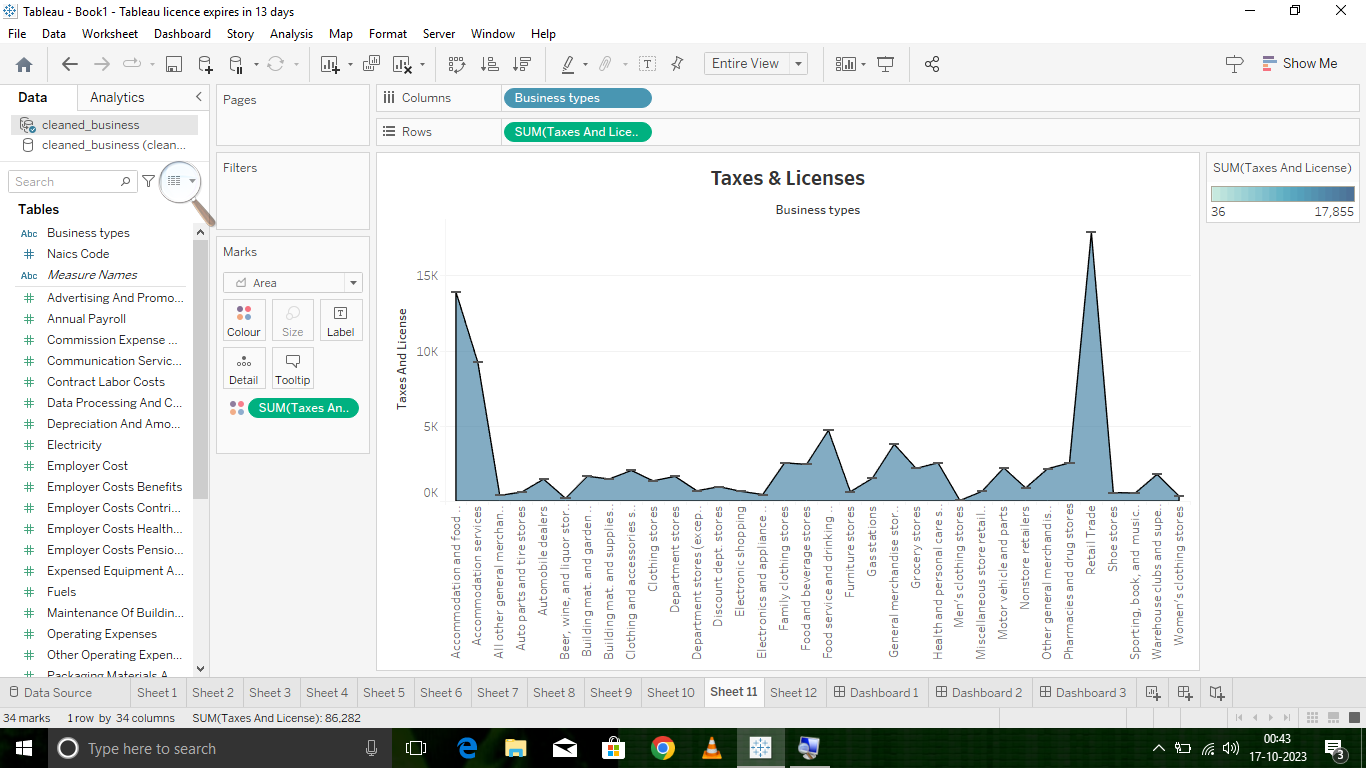 Tableau - Book1 - Tableau licence expires in 13 days
File Data Worksheet Dashboard Story Analysis Map Format Server Window Help
Entire View
Show Me
Data Analytics
cleaned_business
cleaned_business (clean...
Search
Tables
Abc Business types
# Naics Code
Abc Measure Names
# Advertising And Promo...
# Annual Payroll
# Commission Expense ...
# Communication Servic...
# Contract Labor Costs
# Data Processing And C...
# Depreciation And Amo...
# Electricity
# Employer Cost
# Employer Costs Benefits
# Employer Costs Contri...
# Employer Costs Health...
# Employer Costs Pensio...
# Expensed Equipment A...
# Fuels
# Maintenance Of Buildin...
# Operating Expenses
# Other Operating Expen...
# Packaging Materials A...
Pages
Filters
Marks
Area
Colour Size Label
Detail Tooltip
SUM(Taxes An..
Columns Business types
Rows SUM(Taxes And Lice..
Taxes & Licenses
Business types
Taxes And License
15K
10K
5K
0K
Accommodation and food ..
Accommodation services
All other general merchan..
Auto parts and tire stores
Automobile dealers
Beer, wine, and liquor stor..
Building mat. and garden ..
Building mat. and supplies..
Clothing and accessories s..
Clothing stores
Department stores
Department stores (excep..
Discount dept. stores
Electronic shopping
Electronics and appliance ..
Family clothing stores
Food and beverage stores
Food service and drinking ..
Furniture stores
Gas stations
General merchandise stor..
Grocery stores
Health and personal care s..
Men's clothing stores
Miscellaneous store retail..
Motor vehicle and parts
Nonstore retailers
Other general merchandis..
Pharmacies and drug stores
Retail Trade
Shoe stores
Sporting, book, and music..
Warehouse clubs and supe..
Women's clothing stores
SUM(Taxes And License)
36 17,855
Data Source Sheet 1 Sheet 2 Sheet 3 Sheet 4 Sheet 5 Sheet 6 Sheet 7 Sheet 8 Sheet 9 Sheet 10 Sheet 11 Sheet 12 Dashboard 1 Dashboard 2 Dashboard 3
34 marks 1 row by 34 columns SUM(Taxes And License): 86,282
Type here to search
00:43
17-10-2023
3